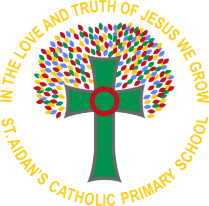 IN THE LOVE AND TRUTH OF JESUS WE GROW
ST. AIDAN'S CATHOLIC PRIMARY SCHOOL